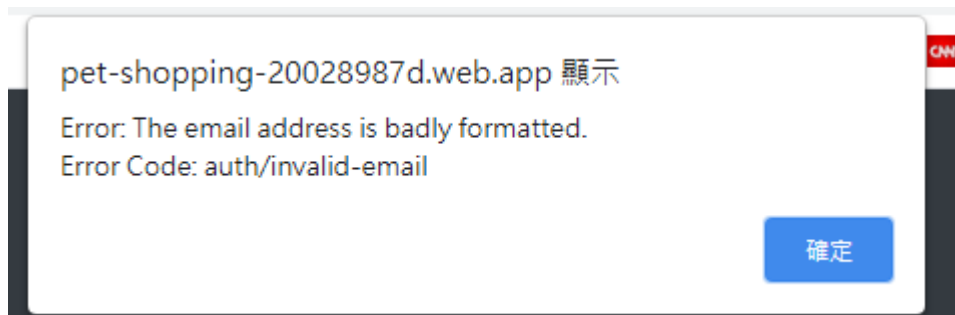 pet-shopping-20028987d.web.app 顯示
CNN
Error: The email address is badly formatted.
Error Code: auth/invalid-email
確定